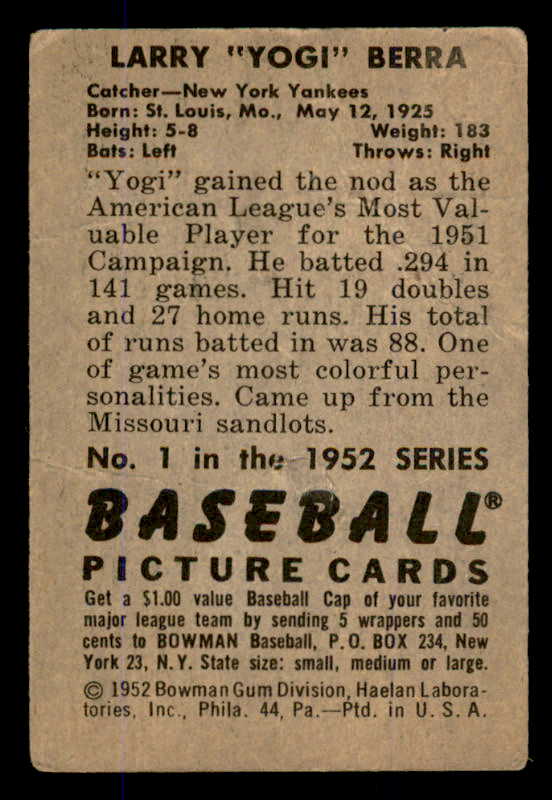 LARRY "YOGI" BERRA
Catcher—New York Yankees
Born: St. Louis, Mo., May 12, 1925
Height: 5-8 Weight: 183
Bats: Left Throws: Right
"Yogi" gained the nod as the
American League's Most Val-
uable Player for the 1951
Campaign. He batted .294 in
141 games. Hit 19 doubles
and 27 home runs. His total
of runs batted in was 88. One
of game's most colorful per-
sonalities. Came up from the
Missouri sandlots.
No. 1 in the 1952 SERIES
BASEBALL®
PICTURE CARDS
Get a $1.00 value Baseball Cap of your favorite
major league team by sending 5 wrappers and 50
cents to BOWMAN Baseball, P.O. BOX 234, New
York 23, N.Y. State size: small, medium or large.
© 1952 Bowman Gum Division, Haelan Labora-
tories, Inc., Phila. 44, Pa.—Ptd. in U. S. A.